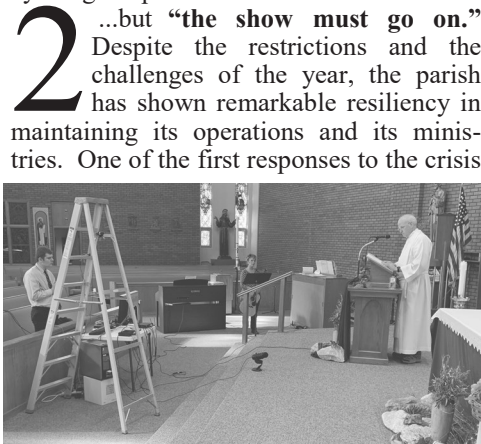 ...but “the show must go on.”
2 Despite the restrictions and the
challenges of the year, the parish
has shown remarkable resiliency in
maintaining its operations and its minis-
tries. One of the first responses to the crisis